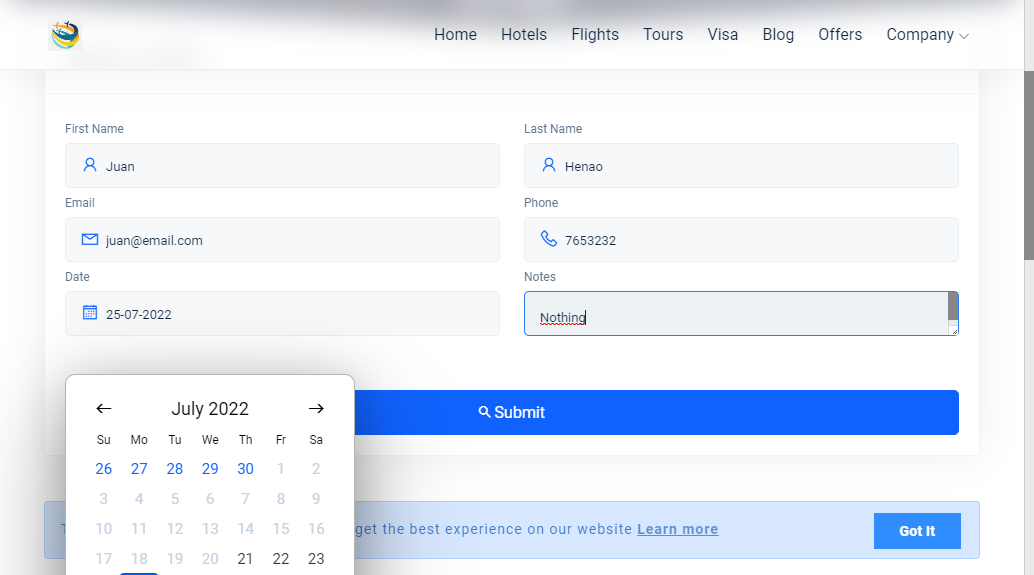 Home Hotels Flights Tours Visa Blog Offers Company
First Name Last Name
Juan Henao
Email Phone
juan@email.com 7653232
Date Notes
25-07-2022 Nothing
Submit
July 2022
Su Mo Tu We Th Fr Sa
26 27 28 29 30 1 2
3 4 5 6 7 8 9
10 11 12 13 14 15 16
17 18 19 20 21 22 23
get the best experience on our website Learn more
Got It